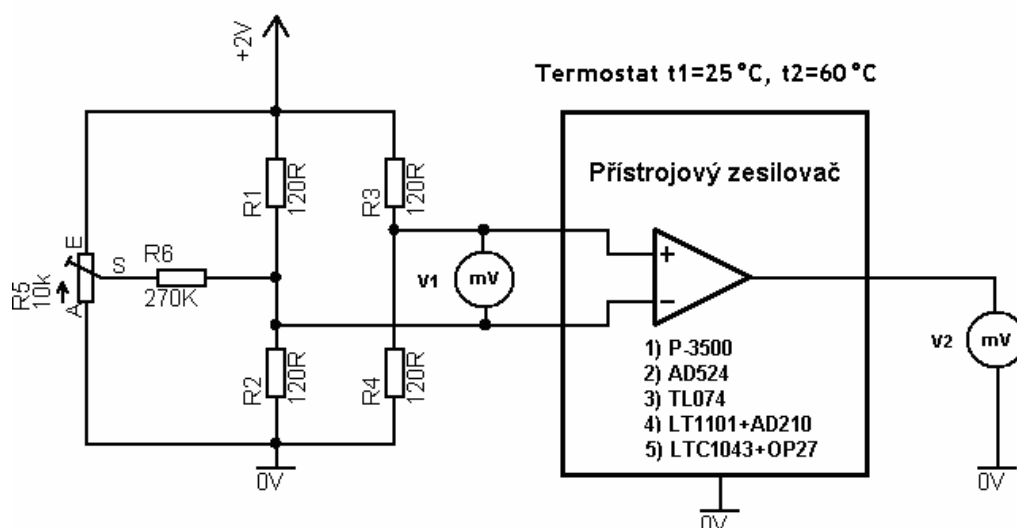 +2V
Termostat t1=25°C, t2=60°C
Přístrojový zesilovač
R1
120R
R3
120R
E
S
A
R5
10k
R6
270K
V1
mV
+
−
R2
120R
R4
120R
1) P-3500
2) AD524
3) TL074
4) LT1101+AD210
5) LTC1043+OP27
V2
mV
0V
0V
0V